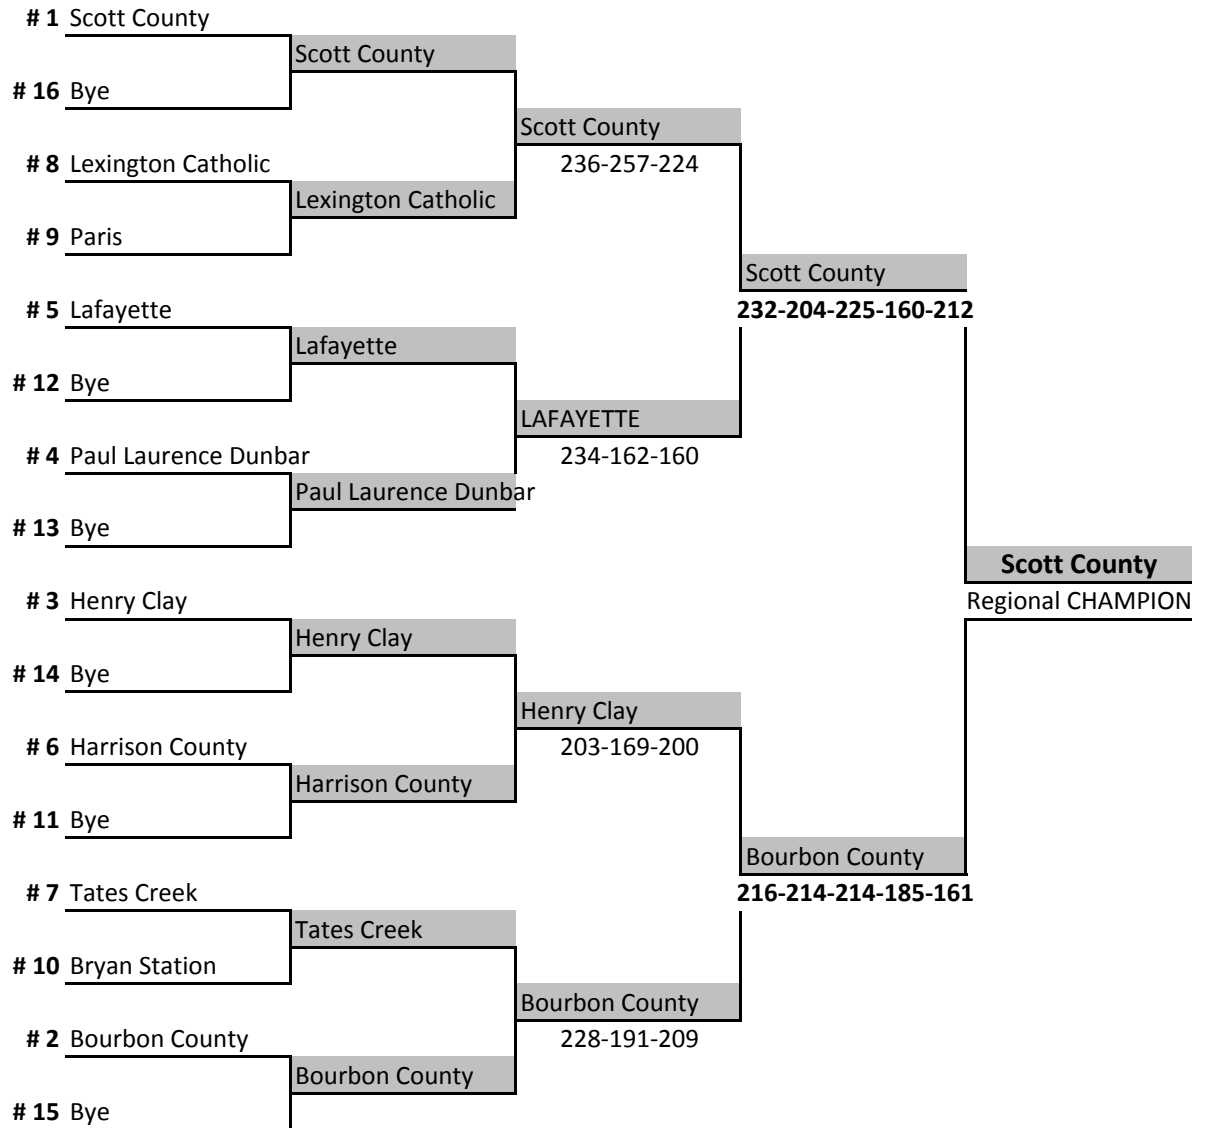 # 1 Scott County
Scott County
# 16 Bye
Scott County
# 8 Lexington Catholic
236-257-224
Lexington Catholic
# 9 Paris
Scott County
# 5 Lafayette
232-204-225-160-212
Lafayette
# 12 Bye
LAFAYETTE
# 4 Paul Laurence Dunbar
234-162-160
Paul Laurence Dunbar
# 13 Bye
Scott County
# 3 Henry Clay
Regional CHAMPION
Henry Clay
# 14 Bye
Henry Clay
# 6 Harrison County
203-169-200
Harrison County
# 11 Bye
Bourbon County
# 7 Tates Creek
216-214-214-185-161
Tates Creek
# 10 Bryan Station
Bourbon County
# 2 Bourbon County
228-191-209
Bourbon County
# 15 Bye